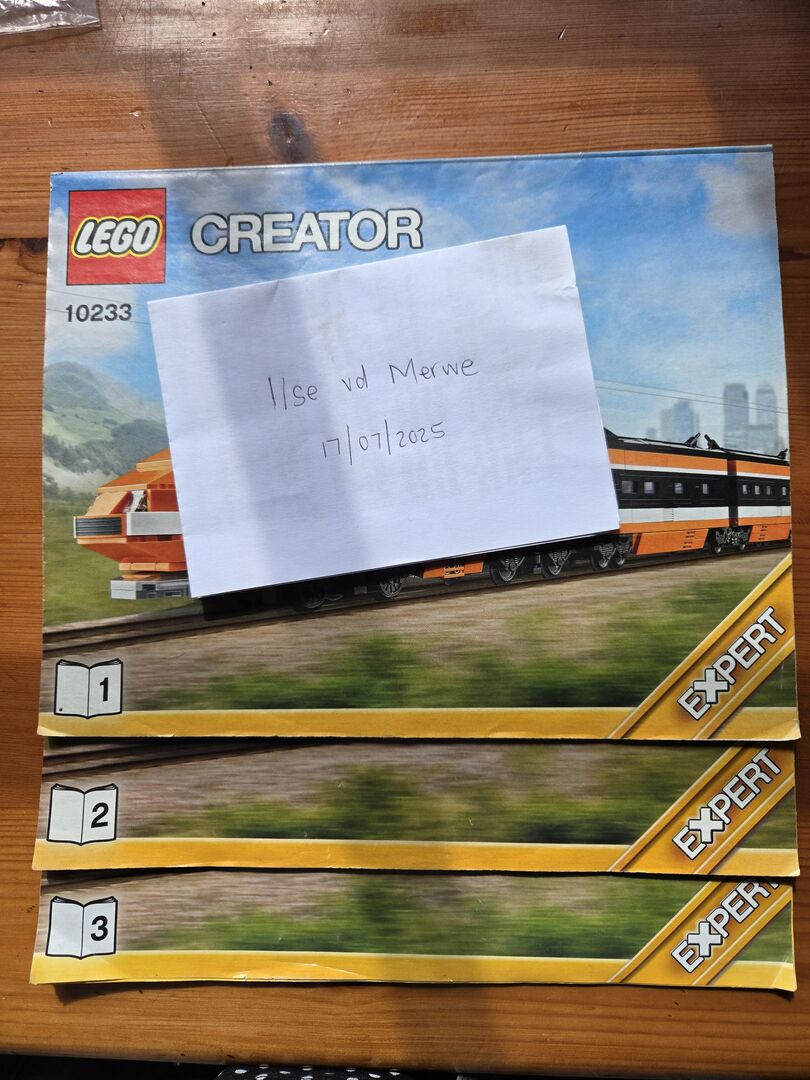 LEGO CREATOR
10233
Ilse vd Merwe
17/07/2025
1
EXPERT
2
EXPERT
3
EXPERT